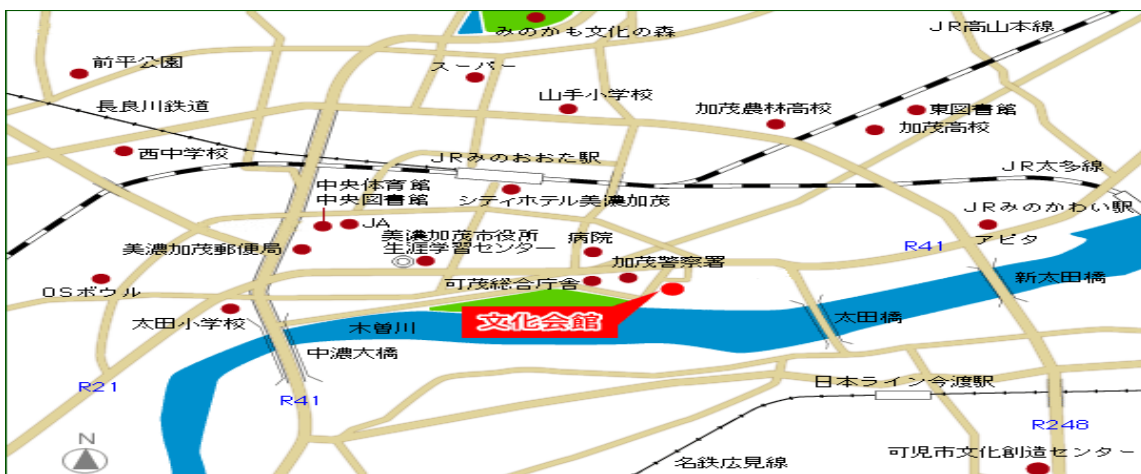 みのかも文化の森
JR高山本線
前平公園
スーパー
長良川鉄道
山手小学校
加茂農林高校
東図書館
加茂高校
西中学校
JRみのおおた駅
JR太多線
中央体育館
中央図書館
シティホテル美濃加茂
JRみのかわい駅
JA
美濃加茂市役所
生涯学習センター
病院
アピタ
美濃加茂郵便局
R41
加茂警察署
新太田橋
OSボウル
可茂総合庁舎
太田小学校
文化会館
太田橋
木曽川
中濃大橋
R21
日本ライン今渡駅
R41
R248
N
名鉄広見線
可児市文化創造センター